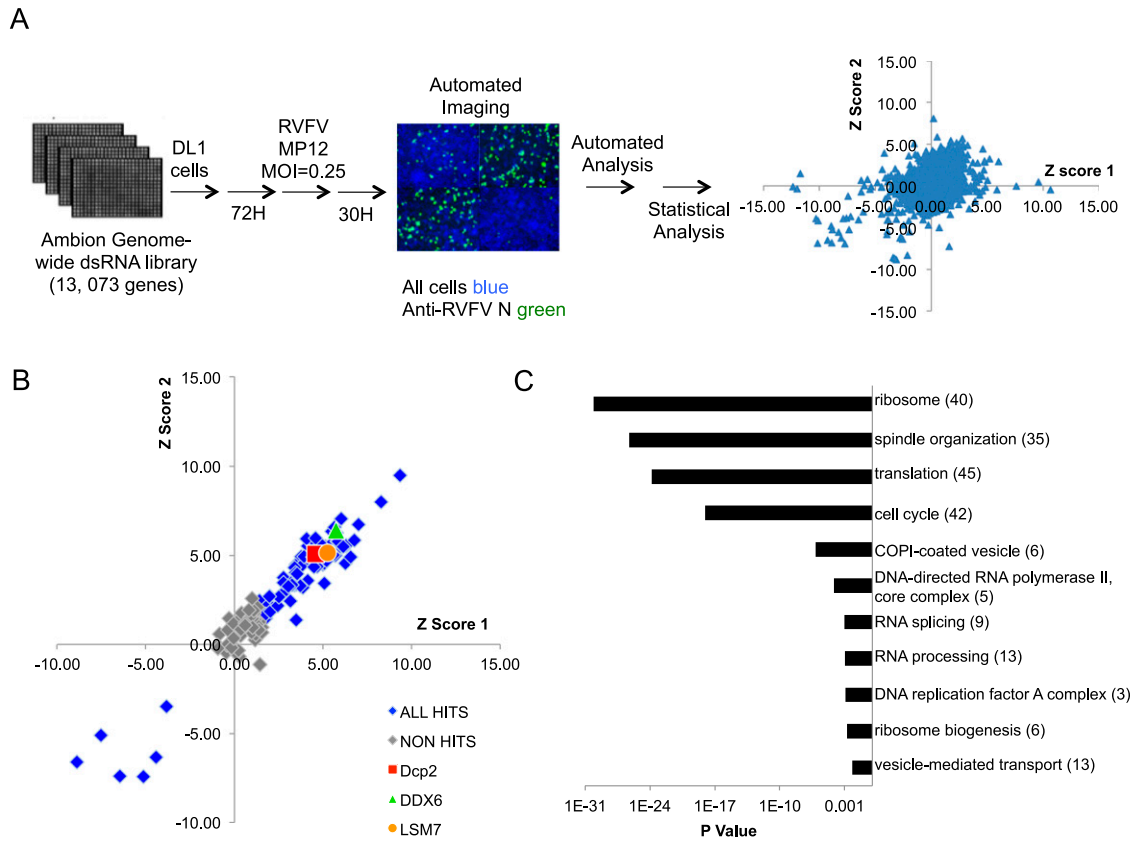 A
DL1
cells
72H
RVFV
MP12
MOI=0.25
30H
Automated
Imaging
Automated
Analysis
Statistical
Analysis
Ambion Genome-
wide dsRNA library
(13, 073 genes)
All cells blue
Anti-RVFV N green
Z Score 2
Z score 1
15.00
10.00
5.00
0.00
-15.00 -10.00 -5.00 0.00 5.00 10.00 15.00
-5.00
-10.00
-15.00
B
Z Score 2
15.00
10.00
5.00
Z Score 1
0.00
-10.00 -5.00 0.00 5.00 10.00 15.00
-5.00
-10.00
ALL HITS
NON HITS
Dcp2
DDX6
LSM7
C
ribosome (40)
spindle organization (35)
translation (45)
cell cycle (42)
COPI-coated vesicle (6)
DNA-directed RNA polymerase II,
core complex (5)
RNA splicing (9)
RNA processing (13)
DNA replication factor A complex (3)
ribosome biogenesis (6)
vesicle-mediated transport (13)
1E-31 1E-24 1E-17 1E-10 0.001
P Value